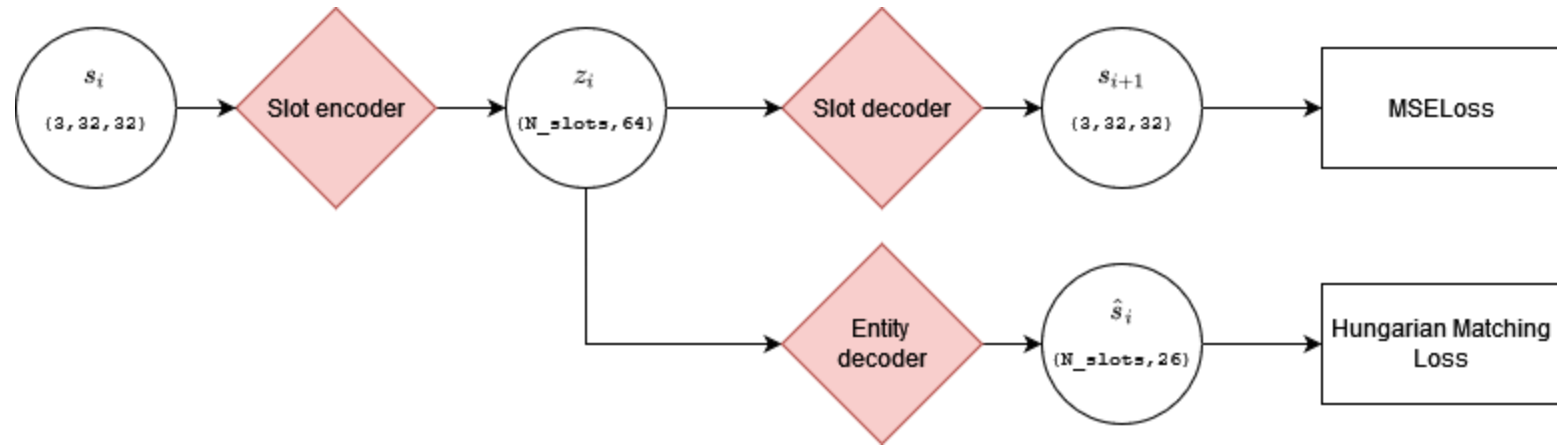 s_i
(3,32,32)
Slot encoder
z_i
(N_slots,64)
Slot decoder
s_{i+1}
(3,32,32)
MSELoss
Entity
decoder
ŝ_i
(N_slots,26)
Hungarian Matching
Loss